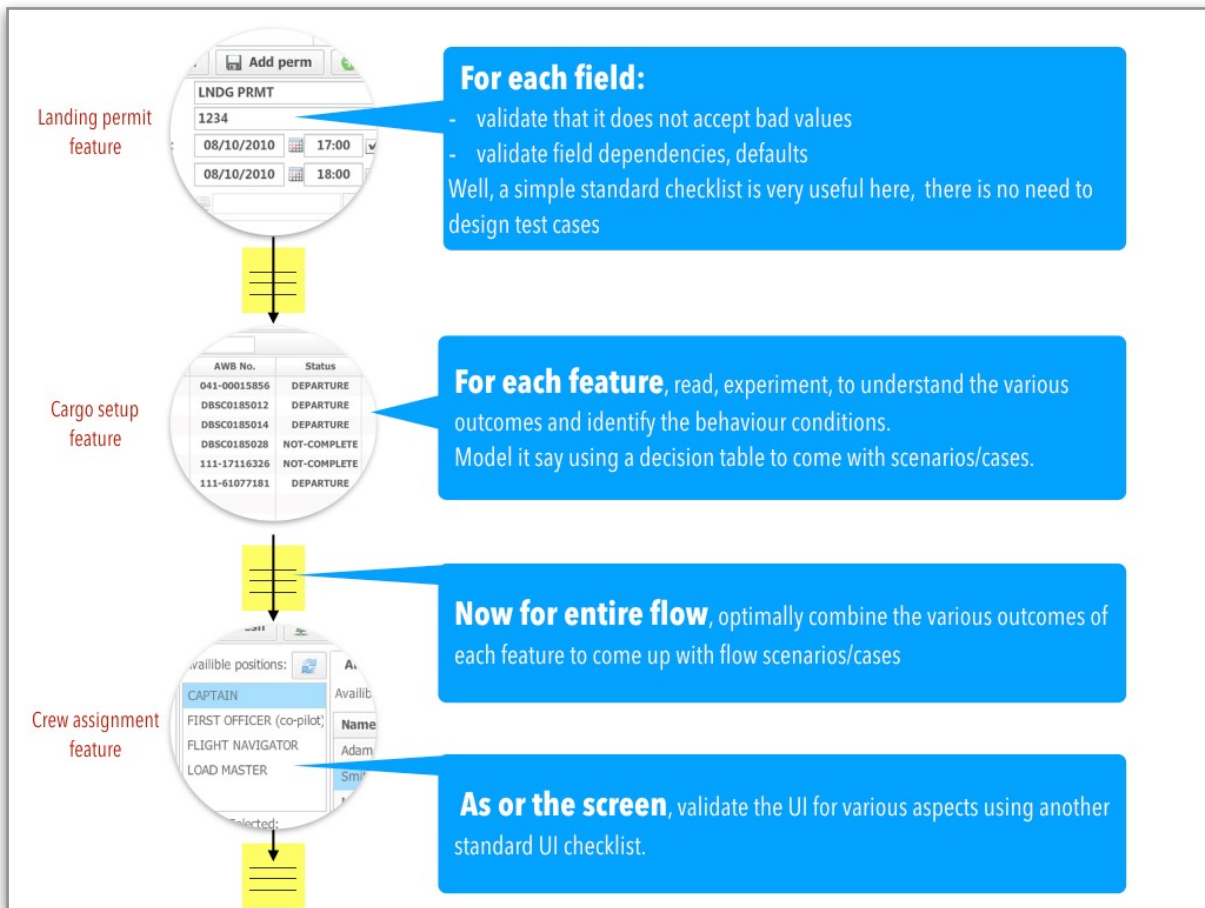 Add perm
LNDG PRMT
1234
08/10/2010 17:00
08/10/2010 18:00
Landing permit
feature
For each field:
- validate that it does not accept bad values
- validate field dependencies, defaults
Well, a simple standard checklist is very useful here, there is no need to
design test cases
AWB No. Status
041-00015856 DEPARTURE
DBSC0185012 DEPARTURE
DBSC0185014 DEPARTURE
DBSC0185028 NOT-COMPLETE
111-17116326 NOT-COMPLETE
111-61077181 DEPARTURE
Cargo setup
feature
For each feature, read, experiment, to understand the various
outcomes and identify the behaviour conditions.
Model it say using a decision table to come with scenarios/cases.
Now for entire flow, optimally combine the various outcomes of
each feature to come up with flow scenarios/cases
vailible positions:
CAPTAIN Availib
FIRST OFFICER (co-pilot) Name
FLIGHT NAVIGATOR Adam
LOAD MASTER Smi
elected:
Crew assignment
feature
As or the screen, validate the UI for various aspects using another
standard UI checklist.